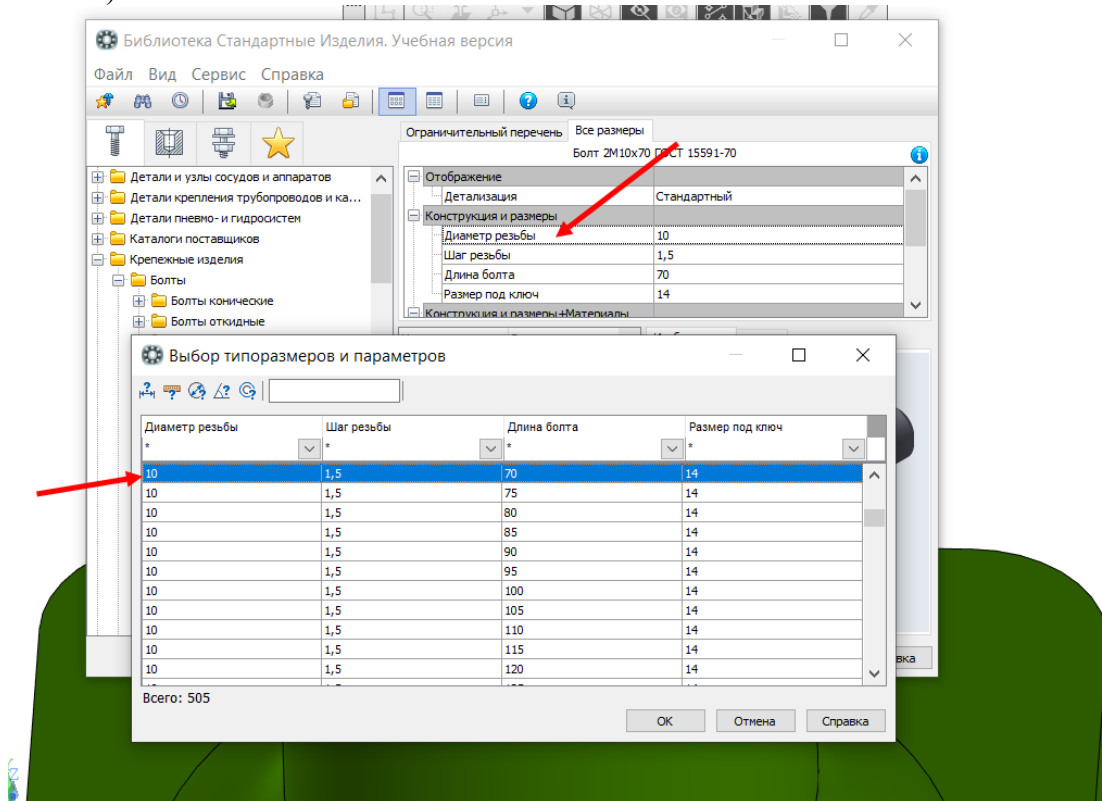 Библиотека Стандартные Изделия. Учебная версия
Файл Вид Сервис Справка
Ограничительный перечень Все размеры
Болт 2М10х70 ГОСТ 15591-70
Детали и узлы сосудов и аппаратов
Детали крепления трубопроводов и ка...
Детали пневмо- и гидросистем
Каталоги поставщиков
Крепежные изделия
Болты
Болты конические
Болты откидные
Отображение
Детализация Стандартный
Конструкция и размеры
Диаметр резьбы 10
Шаг резьбы 1,5
Длина болта 70
Размер под ключ 14
Конструкция и размеры+Материалы
Выбор типоразмеров и параметров
Диаметр резьбы Шаг резьбы Длина болта Размер под ключ
* * * *
10 1,5 70 14
10 1,5 75 14
10 1,5 80 14
10 1,5 85 14
10 1,5 90 14
10 1,5 95 14
10 1,5 100 14
10 1,5 105 14
10 1,5 110 14
10 1,5 115 14
10 1,5 120 14
Всего: 505
ОК Отмена Справка
вка
Z